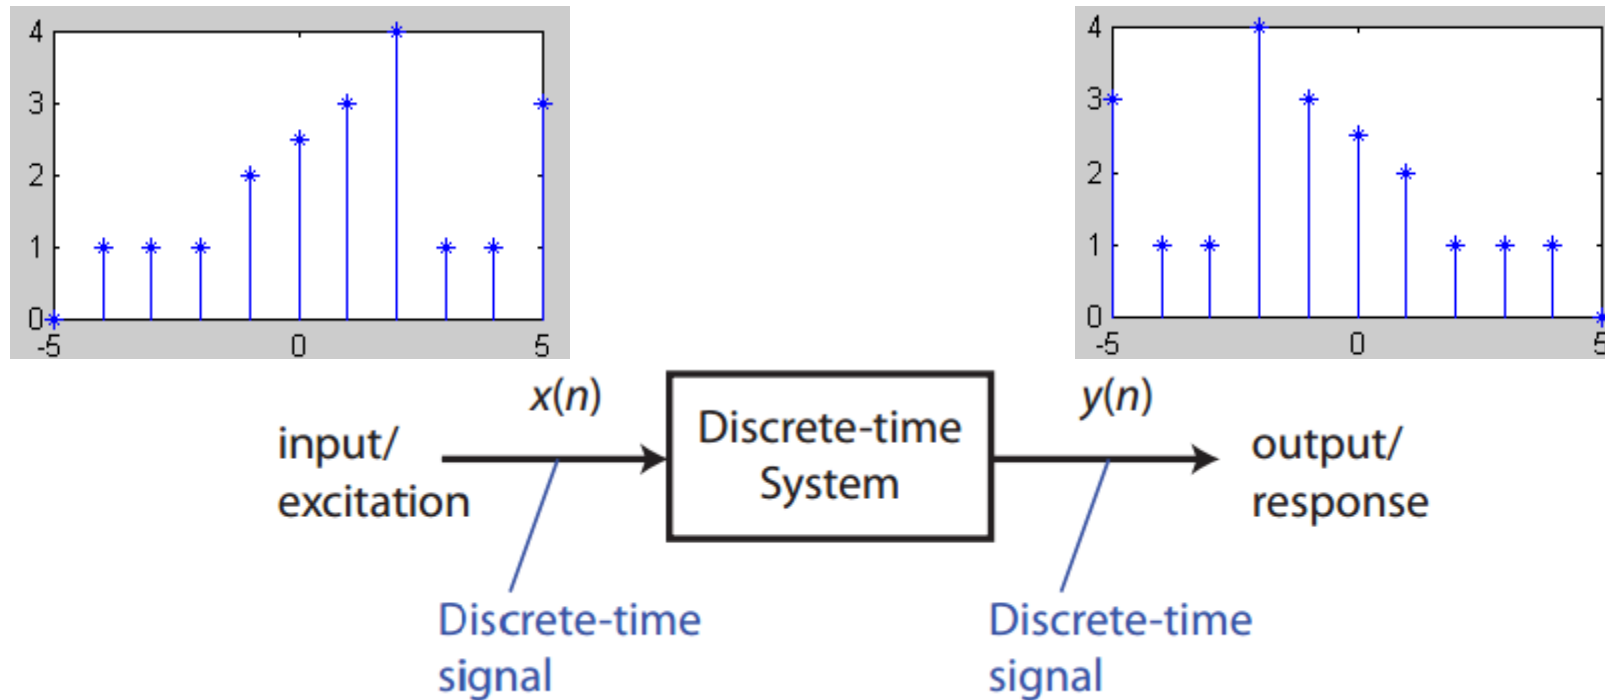 4
3
2
1
0
-5 0 5
4
3
2
1
0
-5 0 5
x(n)
y(n)
input/
excitation
Discrete-time
System
output/
response
Discrete-time
signal
Discrete-time
signal